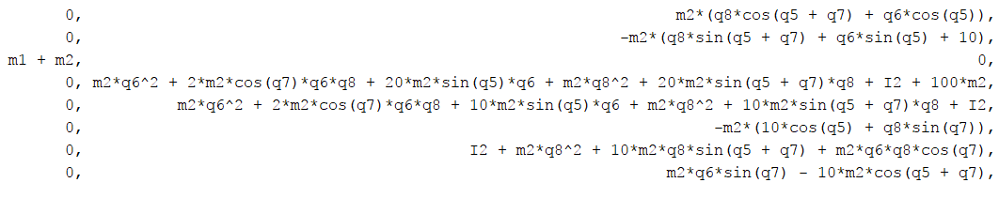 0, m2*(q8*cos(q5 + q7) + q6*cos(q5)),
0, -m2*(q8*sin(q5 + q7) + q6*sin(q5) + 10),
m1 + m2, 0,
0, m2*q6^2 + 2*m2*cos(q7)*q6*q8 + 20*m2*sin(q5)*q6 + m2*q8^2 + 20*m2*sin(q5 + q7)*q8 + I2 + 100*m2,
0, m2*q6^2 + 2*m2*cos(q7)*q6*q8 + 10*m2*sin(q5)*q6 + m2*q8^2 + 10*m2*sin(q5 + q7)*q8 + I2,
0, -m2*(10*cos(q5) + q8*sin(q7)),
0, I2 + m2*q8^2 + 10*m2*q8*sin(q5 + q7) + m2*q6*q8*cos(q7),
0, m2*q6*sin(q7) - 10*m2*cos(q5 + q7),